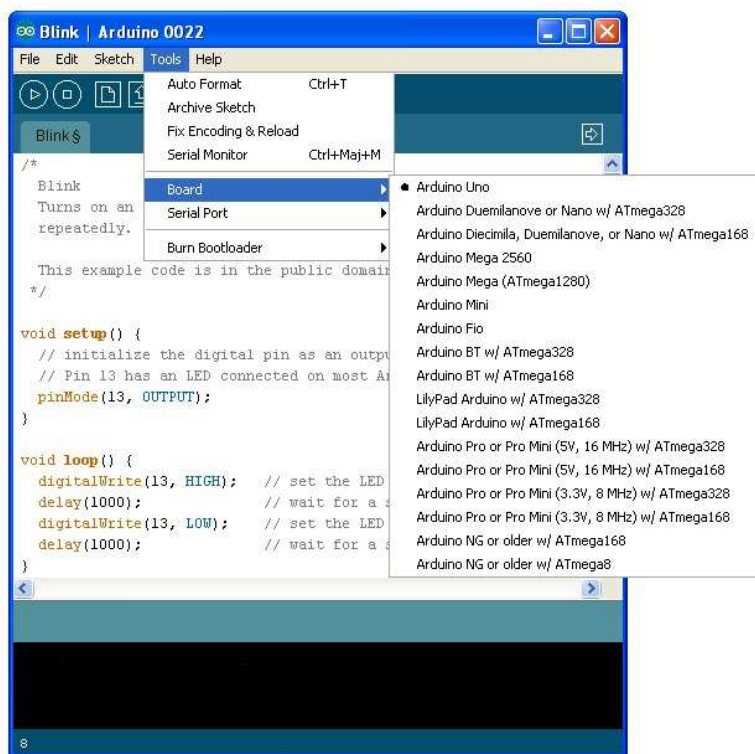 Blink | Arduino 0022
File Edit Sketch Tools Help
Auto Format Ctrl+T
Archive Sketch
Fix Encoding & Reload
Serial Monitor Ctrl+Maj+M
Board
Serial Port
Burn Bootloader
Arduino Uno
Arduino Duemilanove or Nano w/ ATmega328
Arduino Diecimila, Duemilanove, or Nano w/ ATmega168
Arduino Mega 2560
Arduino Mega (ATmega1280)
Arduino Mini
Arduino Fio
Arduino BT w/ ATmega328
Arduino BT w/ ATmega168
LilyPad Arduino w/ ATmega328
LilyPad Arduino w/ ATmega168
Arduino Pro or Pro Mini (5V, 16 MHz) w/ ATmega328
Arduino Pro or Pro Mini (5V, 16 MHz) w/ ATmega168
Arduino Pro or Pro Mini (3.3V, 8 MHz) w/ ATmega328
Arduino Pro or Pro Mini (3.3V, 8 MHz) w/ ATmega168
Arduino NG or older w/ ATmega168
Arduino NG or older w/ ATmega8
Blink §
/*
Blink
Turns on an
repeatedly.
This example code is in the public domain
*/
void setup() {
// initialize the digital pin as an outpu
// Pin 13 has an LED connected on most A
pinMode(13, OUTPUT);
}
void loop() {
digitalWrite(13, HIGH); // set the LED
delay(1000); // wait for a s
digitalWrite(13, LOW); // set the LED
delay(1000); // wait for a s
}
8